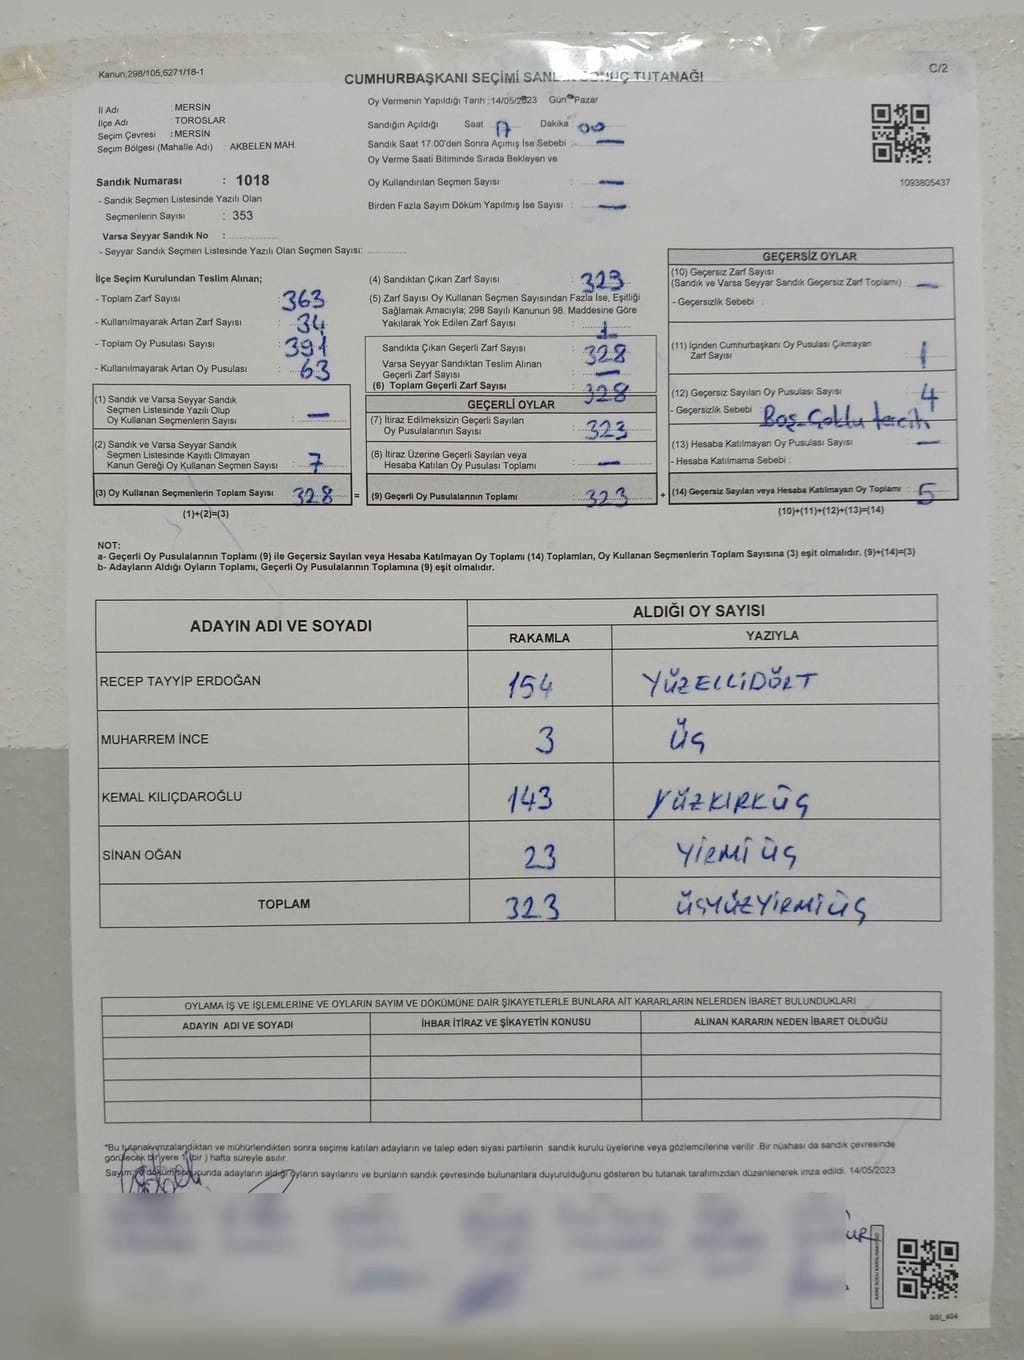 Kanun;298/105,6271/18-1
C/2
CUMHURBAŞKANI SEÇİMİ SONUÇ TUTANAĞI
İl Adı : MERSİN
İlçe Adı : TOROSLAR
Seçim Çevresi : MERSİN
Seçim Bölgesi (Mahalle Adı) : AKBELEN MAH.
Sandık Numarası : 1018
- Sandık Seçmen Listesinde Yazılı Olan
Seçmenlerin Sayısı : 353
Varsa Seyyar Sandık No :
- Seyyar Sandık Seçmen Listesinde Yazılı Olan Seçmen Sayısı:
Oy Vermenin Yapıldığı Tarih : 14/05/2023 Gün : Pazar
Sandığın Açıldığı Saat : 17 Dakika : 00
Sandık Saat 17:00'den Sonra Açımış İse Sebebi : —
Oy Verme Saati Bitiminde Sırada Bekleyen ve
Oy Kullandırılan Seçmen Sayısı : —
Birden Fazla Sayım Döküm Yapılmış İse Sayısı : —
1093805437
İlçe Seçim Kurulundan Teslim Alınan;
- Toplam Zarf Sayısı : 363
- Kullanılmayarak Artan Zarf Sayısı : 34
- Toplam Oy Pusulası Sayısı : 391
- Kullanılmayarak Artan Oy Pusulası : 63
(1) Sandık ve Varsa Seyyar Sandık
Seçmen Listesinde Yazılı Olup
Oy Kullanan Seçmenlerin Sayısı : —
(2) Sandık ve Varsa Seyyar Sandık
Seçmen Listesinde Kayıtlı Olmayan
Kanun Gereği Oy Kullanan Seçmen Sayısı : 7
(3) Oy Kullanan Seçmenlerin Toplam Sayısı : 328 =
(1)+(2)=(3)
(4) Sandıktan Çıkan Zarf Sayısı : 323
(5) Zarf Sayısı Oy Kullanan Seçmen Sayısından Fazla İse, Eşitliği
Sağlamak Amacıyla; 298 Sayılı Kanunun 98. Maddesine Göre
Yakılarak Yok Edilen Zarf Sayısı : 1
Sandıkta Çıkan Geçerli Zarf Sayısı : 328
Varsa Seyyar Sandıktan Teslim Alınan
Geçerli Zarf Sayısı : —
(6) Toplam Geçerli Zarf Sayısı : 328
GEÇERLİ OYLAR
(7) İtiraz Edilmeksizin Geçerli Sayılan
Oy Pusulalarının Sayısı : 323
(8) İtiraz Üzerine Geçerli Sayılan veya
Hesaba Katılan Oy Pusulası Toplamı : —
(9) Geçerli Oy Pusulalarının Toplamı : 323 +
GEÇERSİZ OYLAR
(10) Geçersiz Zarf Sayısı
(Sandık ve Varsa Seyyar Sandık Geçersiz Zarf Toplamı) : —
- Geçersizlik Sebebi :
(11) İçinden Cumhurbaşkanı Oy Pusulası Çıkmayan
Zarf Sayısı : 1
(12) Geçersiz Sayılan Oy Pusulası Sayısı : 4
- Geçersizlik Sebebi : Boş-Çoklu tercih
(13) Hesaba Katılmayan Oy Pusulası Sayısı : —
- Hesaba Katılmama Sebebi :
(14) Geçersiz Sayılan veya Hesaba Katılmayan Oy Toplamı : 5
(10)+(11)+(12)+(13)=(14)
NOT:
a- Geçerli Oy Pusulalarının Toplamı (9) ile Geçersiz Sayılan veya Hesaba Katılmayan Oy Toplamı (14) Toplamları, Oy Kullanan Seçmenlerin Toplam Sayısına (3) eşit olmalıdır. (9)+(14)=(3)
b- Adayların Aldığı Oyların Toplamı, Geçerli Oy Pusulalarının Toplamına (9) eşit olmalıdır.
ADAYIN ADI VE SOYADI
ALDIĞI OY SAYISI
RAKAMLA YAZIYLA
RECEP TAYYİP ERDOĞAN 154 YÜZELLİDÖRT
MUHARREM İNCE 3 ÜÇ
KEMAL KILIÇDAROĞLU 143 YÜZKIRKÜÇ
SİNAN OĞAN 23 YİRMİÜÇ
TOPLAM 323 ÜÇYÜZYİRMİÜÇ
OYLAMA İŞ VE İŞLEMLERİNE VE OYLARIN SAYIM VE DÖKÜMÜNE DAİR ŞİKAYETLERLE BUNLARA AİT KARARLARIN NELERDEN İBARET BULUNDUKLARI
ADAYIN ADI VE SOYADI İHBAR İTİRAZ VE ŞİKAYETİN KONUSU ALINAN KARARIN NEDEN İBARET OLDUĞU
*Bu tutanak imzalandıktan ve mühürlendikten sonra seçime katılan adayların ve talep eden siyasi partilerin sandık kurulu üyelerine veya gözlemcilerine verilir. Bir nüshası da sandık çevresinde
görülecek bir yere 1 (bir) hafta süreyle asılır.
Sayım ve döküm sonucunda adayların aldığı oyların sayılarını ve bunların sandık çevresinde bulunanlara duyurulduğunu gösteren bu tutanak tarafımızdan düzenlenerek imza edildi. 14/05/2023
UR
GSI_404